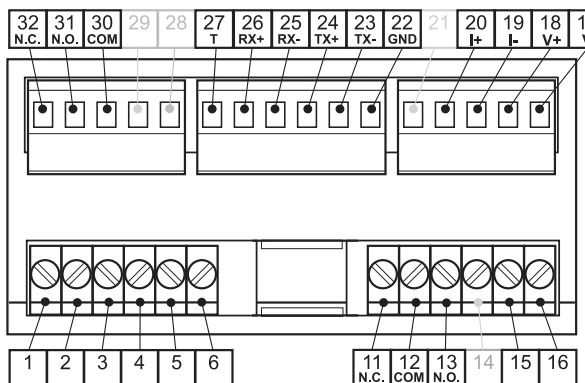 32 31 30 29 28 27 26 25 24 23 22 21 20 19 18
N.C. N.O. COM T RX+ RX- TX+ TX- GND I+ I- V+
1 2 3 4 5 6 11 12 13 14 15 16
N.C. COM N.O.